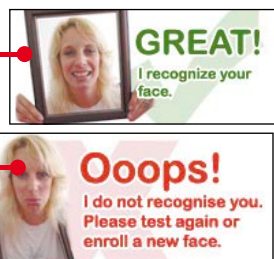 GREAT!
I recognize your
face.
Ooops!
I do not recognise you.
Please test again or
enroll a new face.